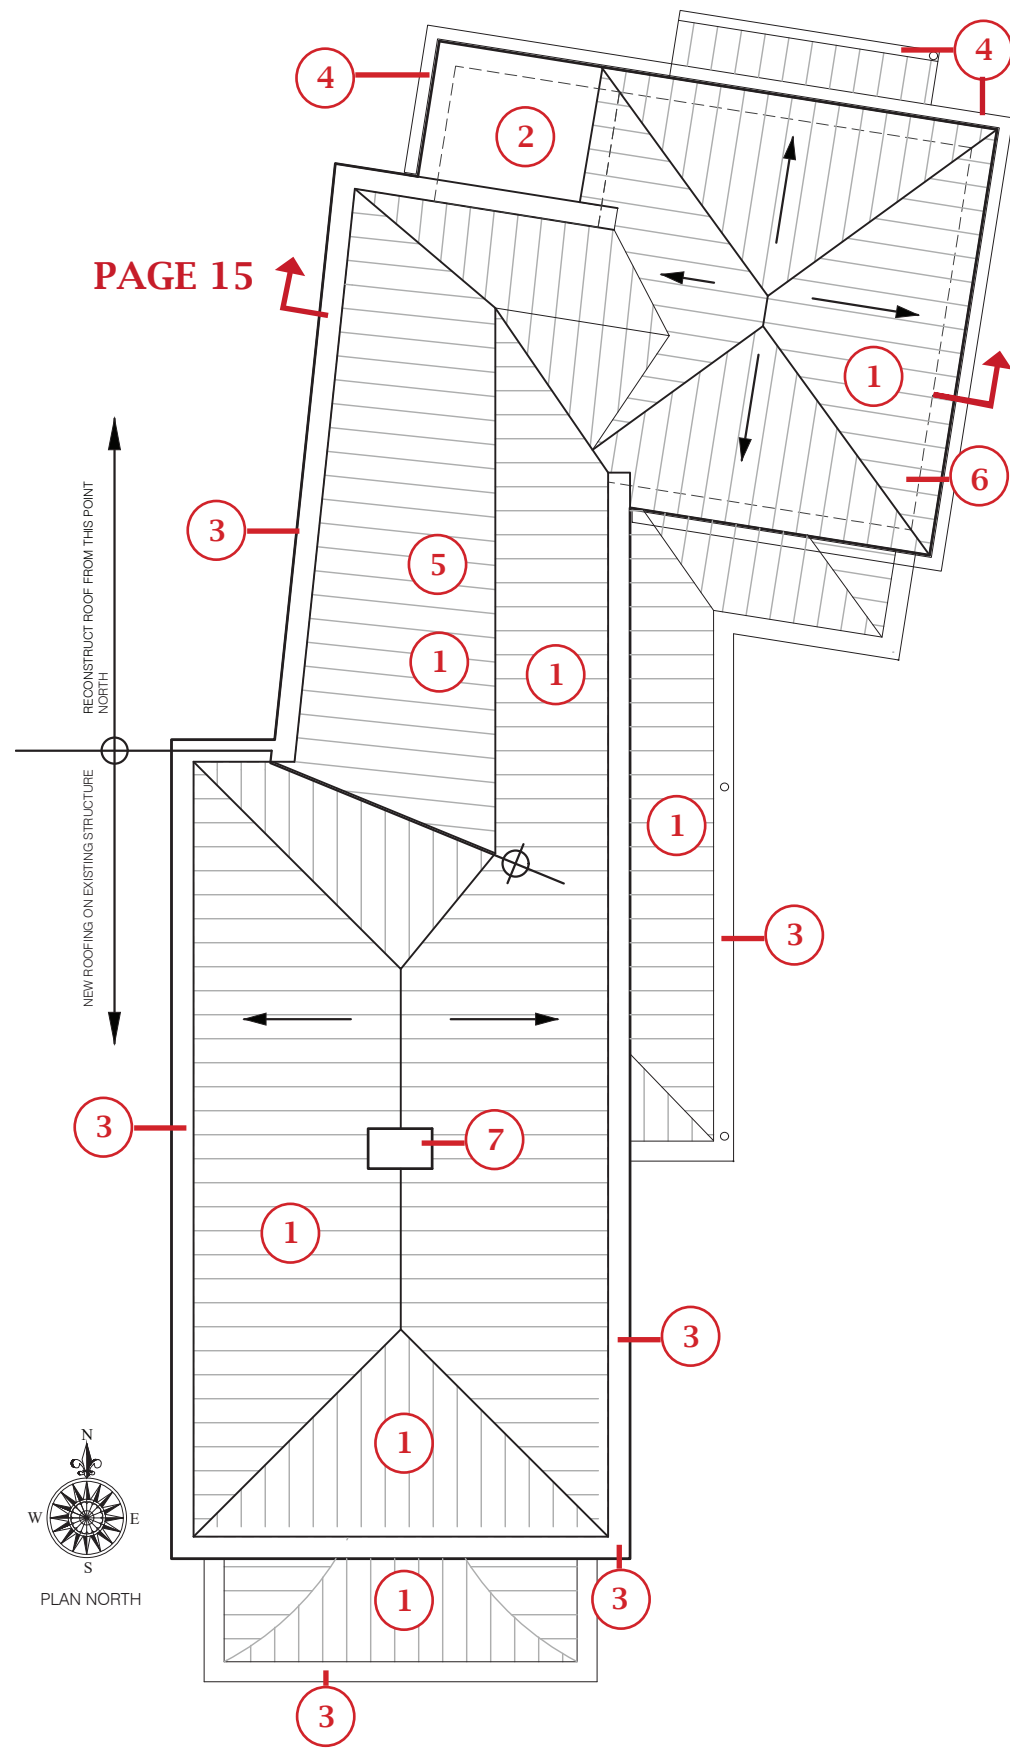 4
4
2
PAGE 15
1
6
3
5
1
1
RECONSTRUCT ROOF FROM THIS POINT
NORTH
NEW ROOFING ON EXISTING STRUCTURE
1
3
3
7
1
3
1
N
W
E
S
PLAN NORTH
1
3
3